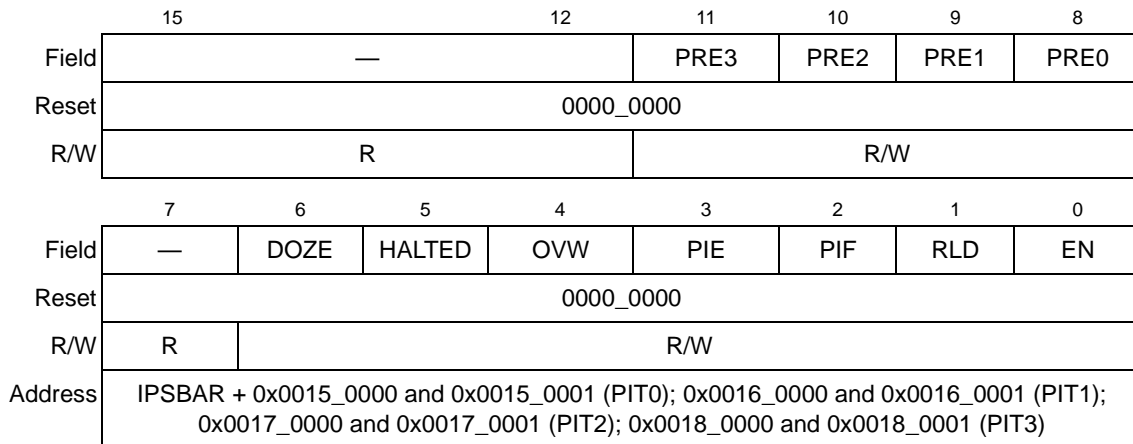 15 12 11 10 9 8
Field — PRE3 PRE2 PRE1 PRE0
Reset 0000_0000
R/W R R/W
7 6 5 4 3 2 1 0
Field — DOZE HALTED OVW PIE PIF RLD EN
Reset 0000_0000
R/W R R/W
Address IPSBAR + 0x0015_0000 and 0x0015_0001 (PIT0); 0x0016_0000 and 0x0016_0001 (PIT1);
0x0017_0000 and 0x0017_0001 (PIT2); 0x0018_0000 and 0x0018_0001 (PIT3)